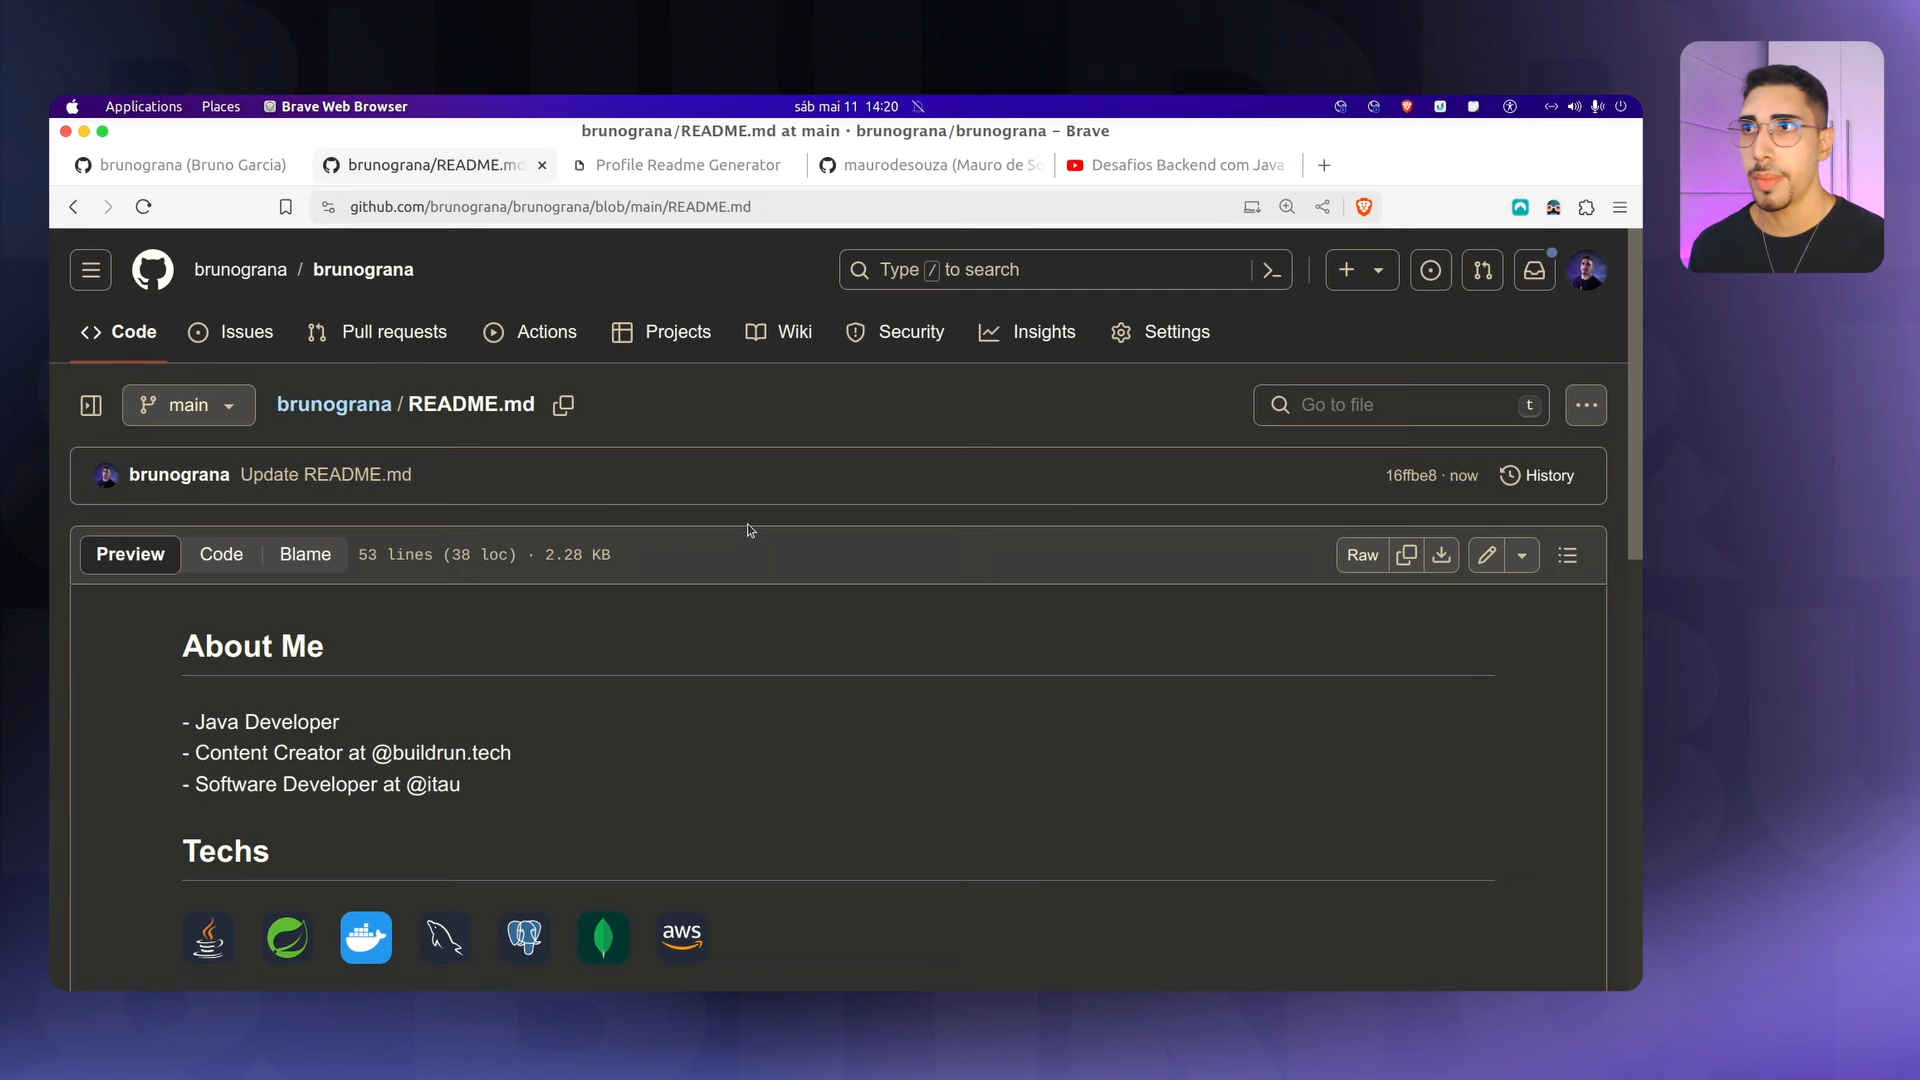 Applications Places Brave Web Browser sáb mai 11 14:20
brunograna/README.md at main · brunograna/brunograna – Brave
brunograna (Bruno Garcia) brunograna/README.md Profile Readme Generator maurodesouza (Mauro de So Desafios Backend com Java
github.com/brunograna/brunograna/blob/main/README.md
brunograna / brunograna Type / to search
Code Issues Pull requests Actions Projects Wiki Security Insights Settings
main brunograna / README.md Go to file t
brunograna Update README.md 16ffbe8 · now History
Preview Code Blame 53 lines (38 loc) · 2.28 KB Raw
About Me
- Java Developer
- Content Creator at @buildrun.tech
- Software Developer at @itau
Techs
aws